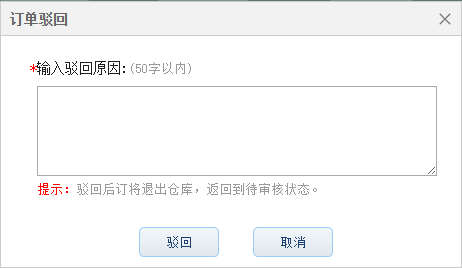 订单驳回
*输入驳回原因:(50字以内)
提示：驳回后订将退出仓库，返回到待审核状态。
驳回
取消